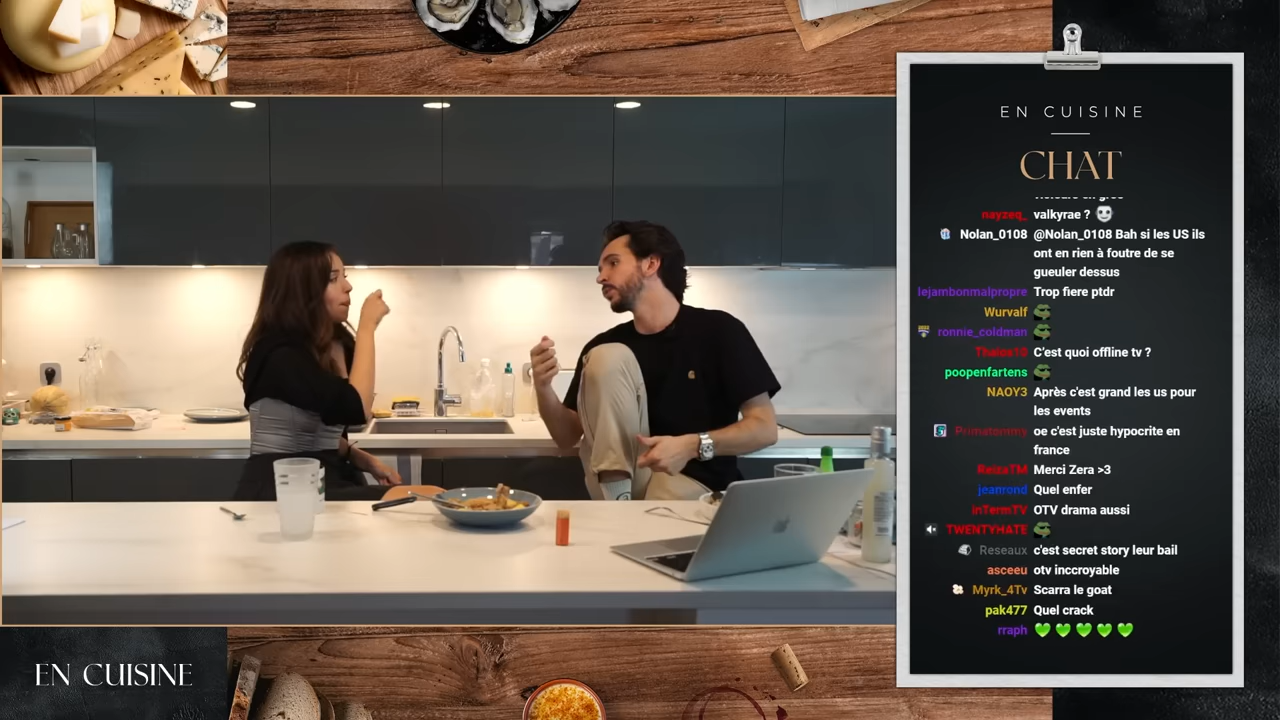 EN CUISINE
CHAT
nayzeq_ valkyrae ?
Nolan_0108 @Nolan_0108 Bah si les US ils
ont en rien à foutre de se
gueuler dessus
lejambonmalpropre Trop fiere ptdr
Wurvalf
ronnie_coldman
Thalos10 C'est quoi offline tv ?
poopenfartens
NAOY3 Après c'est grand les us pour
les events
oe c'est juste hypocrite en
france
ReizaTM Merci Zera >3
jeanrond Quel enfer
inTermTV OTV drama aussi
TWENTYHATE
Reseaux c'est secret story leur bail
asceeu otv inccroyable
Myrk_4Tv Scarra le goat
pak477 Quel crack
rraph
EN CUISINE